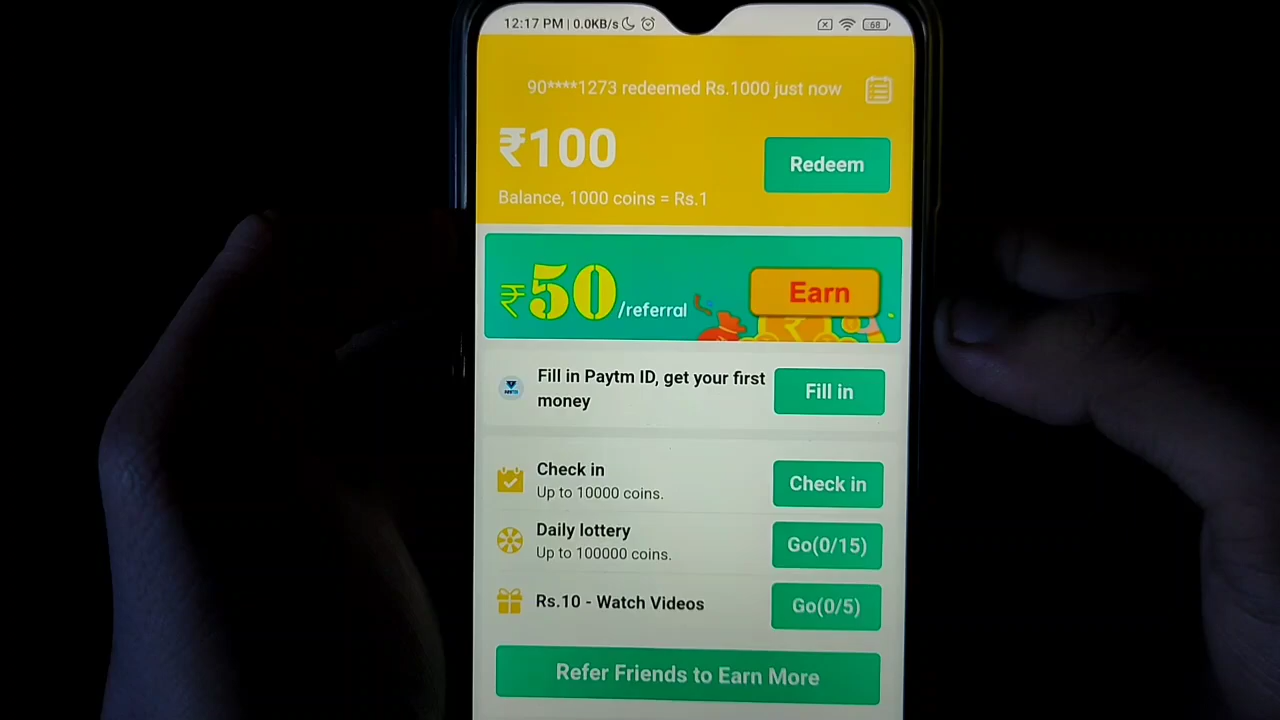 12:17 PM | 0.0KB/s
68
90****1273 redeemed Rs.1000 just now
₹100
Redeem
Balance, 1000 coins = Rs.1
₹50/referral
Earn
Fill in Paytm ID, get your first
money
Fill in
Check in
Up to 10000 coins.
Check in
Daily lottery
Up to 100000 coins.
Go(0/15)
Rs.10 - Watch Videos
Go(0/5)
Refer Friends to Earn More